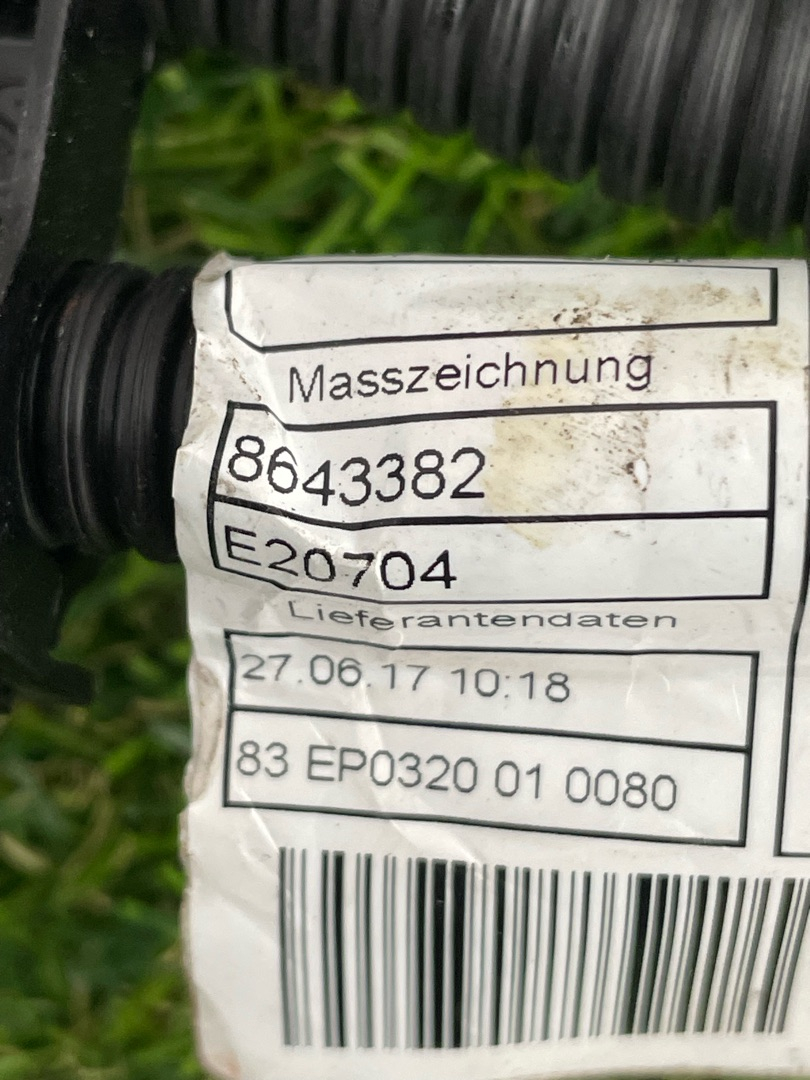 Masszeichnung
8643382
E20704
Lieferantendaten
27.06.17 10:18
83 EP0320 01 0080